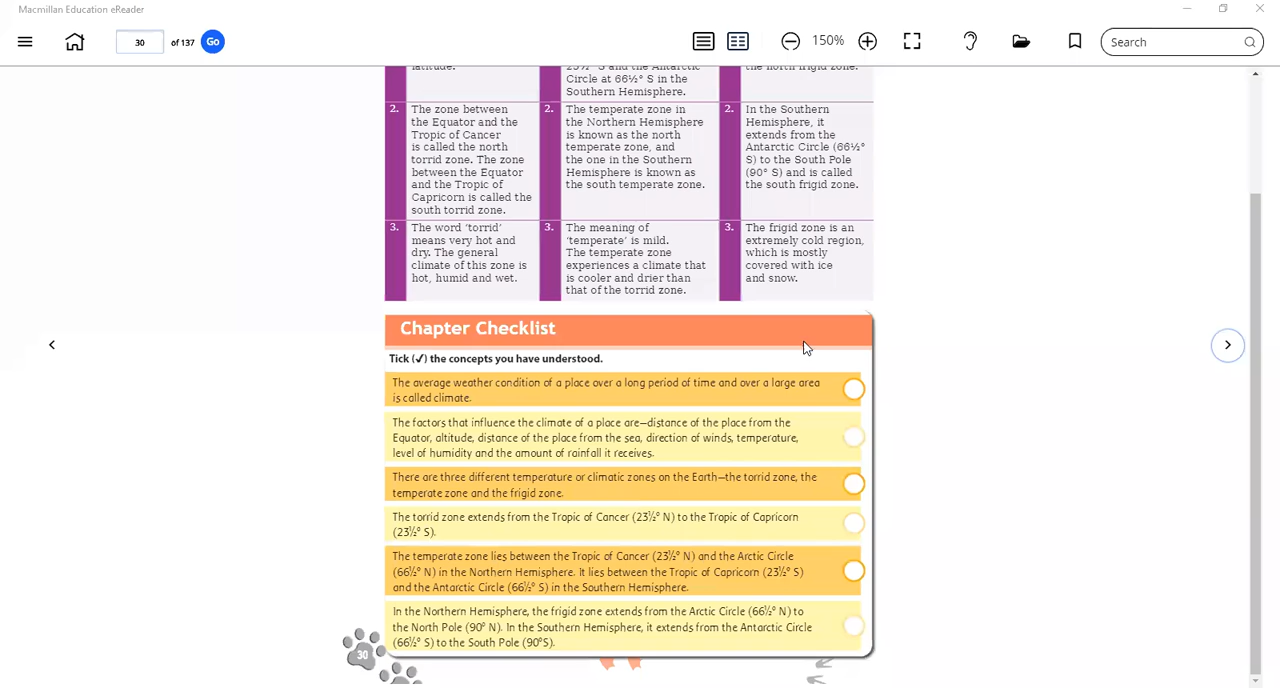 Macmillan Education eReader
30 of 137 Go 150% Search
latitude.
The zone between
the Equator and the
Tropic of Cancer
is called the north
torrid zone. The zone
between the Equator
and the Tropic of
Capricorn is called the
south torrid zone.
23½° S and the Antarctic
Circle at 66½° S in the
Southern Hemisphere.
2. The temperate zone in
the Northern Hemisphere
is known as the north
temperate zone, and
the one in the Southern
Hemisphere is known as
the south temperate zone.
the north frigid zone.
2. In the Southern
Hemisphere, it
extends from the
Antarctic Circle (66½°
S) to the South Pole
(90° S) and is called
the south frigid zone.
2.
3. The word ‘torrid’
means very hot and
dry. The general
climate of this zone is
hot, humid and wet.
3. The meaning of
‘temperate’ is mild.
The temperate zone
experiences a climate that
is cooler and drier than
that of the torrid zone.
3. The frigid zone is an
extremely cold region,
which is mostly
covered with ice
and snow.
Chapter Checklist
Tick (✓) the concepts you have understood.
The average weather condition of a place over a long period of time and over a large area
is called climate.
The factors that influence the climate of a place are—distance of the place from the
Equator, altitude, distance of the place from the sea, direction of winds, temperature,
level of humidity and the amount of rainfall it receives.
There are three different temperature or climatic zones on the Earth—the torrid zone, the
temperate zone and the frigid zone.
The torrid zone extends from the Tropic of Cancer (23½° N) to the Tropic of Capricorn
(23½° S).
The temperate zone lies between the Tropic of Cancer (23½° N) and the Arctic Circle
(66½° N) in the Northern Hemisphere. It lies between the Tropic of Capricorn (23½° S)
and the Antarctic Circle (66½° S) in the Southern Hemisphere.
In the Northern Hemisphere, the frigid zone extends from the Arctic Circle (66½° N) to
the North Pole (90° N). In the Southern Hemisphere, it extends from the Antarctic Circle
(66½° S) to the South Pole (90°S).
30